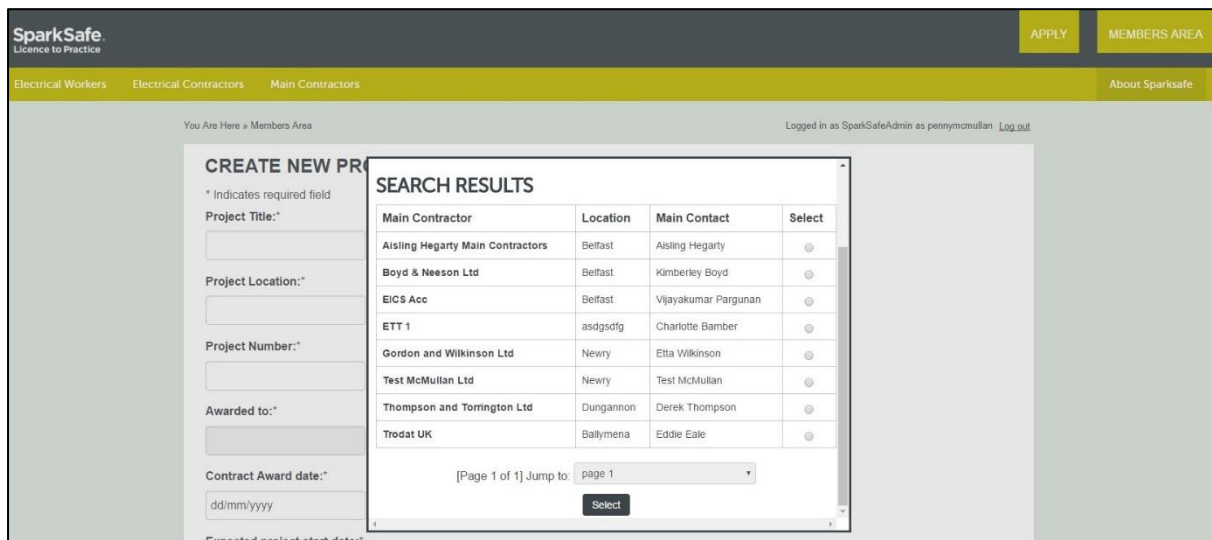 SparkSafe.
Licence to Practice
APPLY
MEMBERS AREA
Electrical Workers Electrical Contractors Main Contractors About Sparksafe
You Are Here » Members Area
Logged in as SparkSafeAdmin as pennymcmullan Log out
CREATE NEW PR
* Indicates required field
Project Title:*
Project Location:*
Project Number:*
Awarded to:*
Contract Award date:*
dd/mm/yyyy
Expected project start date:*
SEARCH RESULTS
Main Contractor Location Main Contact Select
Aisling Hegarty Main Contractors Belfast Aisling Hegarty
Boyd & Neeson Ltd Belfast Kimberley Boyd
EICS Acc Belfast Vijayakumar Pargunan
ETT 1 asdgsdfg Charlotte Bamber
Gordon and Wilkinson Ltd Newry Etta Wilkinson
Test McMullan Ltd Newry Test McMullan
Thompson and Torrington Ltd Dungannon Derek Thompson
Trodat UK Ballymena Eddie Eale
[Page 1 of 1] Jump to: page 1
Select